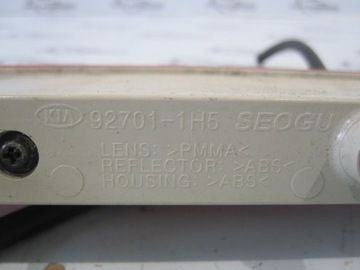 KIA 92701-1H5 SEOGU
LENS: >PMMA<
REFLECTOR: >ABS<
HOUSING: >ABS<